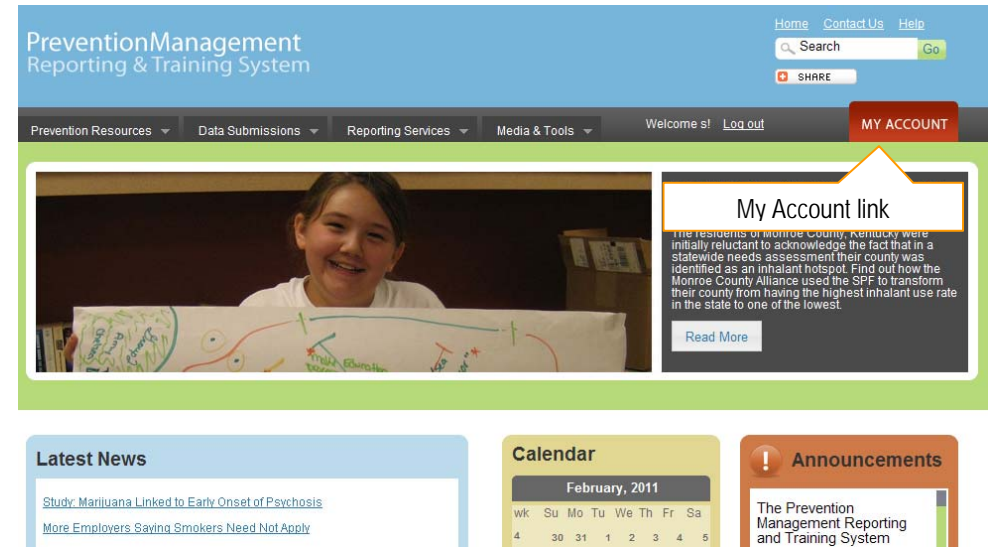 Home Contact Us Help
PreventionManagement
Reporting & Training System
Search Go
SHARE
Prevention Resources Data Submissions Reporting Services Media & Tools Welcome s! Log out MY ACCOUNT
My Account link
The residents of Monroe County, Kentucky were
initially reluctant to acknowledge the fact that in a
statewide needs assessment their county was
identified as an inhalant hotspot. Find out how the
Monroe County Alliance used the SPF to transform
their county from having the highest inhalant use rate
in the state to one of the lowest.
Read More
Latest News
Study: Marijuana Linked to Early Onset of Psychosis
More Employers Saying Smokers Need Not Apply
Calendar
February, 2011
wk Su Mo Tu We Th Fr Sa
4 30 31 1 2 3 4 5
! Announcements
The Prevention
Management Reporting
and Training System